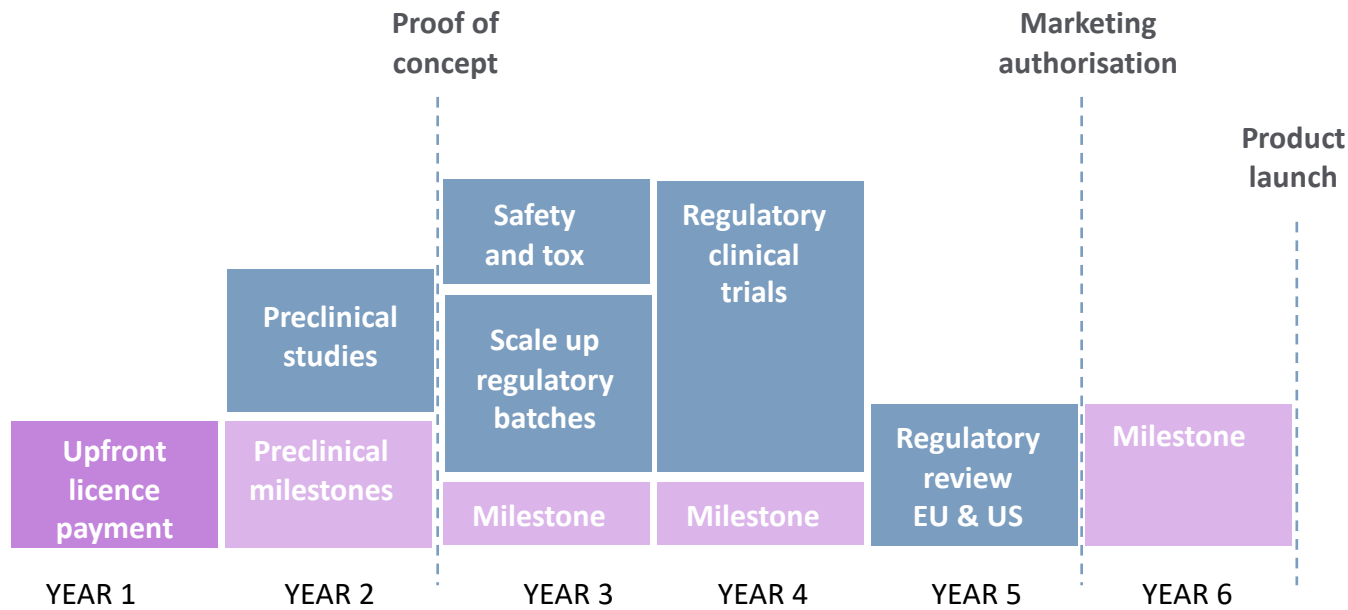 Proof of
concept
Marketing
authorisation
Product
launch
Safety
and tox
Regulatory
clinical
trials
Preclinical
studies
Scale up
regulatory
batches
Upfront
licence
payment
Preclinical
milestones
Milestone
Milestone
Regulatory
review
EU & US
Milestone
YEAR 1
YEAR 2
YEAR 3
YEAR 4
YEAR 5
YEAR 6